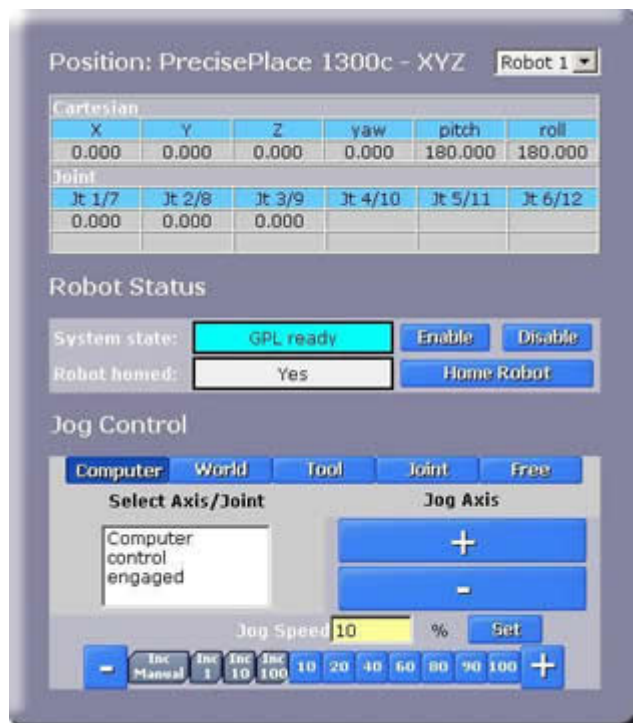 Position: PrecisePlace 1300c - XYZ Robot 1
Cartesian
X Y Z yaw pitch roll
0.000 0.000 0.000 0.000 180.000 180.000
Joint
Jt 1/7 Jt 2/8 Jt 3/9 Jt 4/10 Jt 5/11 Jt 6/12
0.000 0.000 0.000
Robot Status
System state: GPL ready Enable Disable
Robot homed: Yes Home Robot
Jog Control
Computer World Tool Joint Free
Select Axis/Joint Jog Axis
Computer
control
engaged
+
-
Jog Speed 10 % Set
- Inc Manual Inc 1 Inc 10 Inc 100 10 20 40 60 80 90 100 +